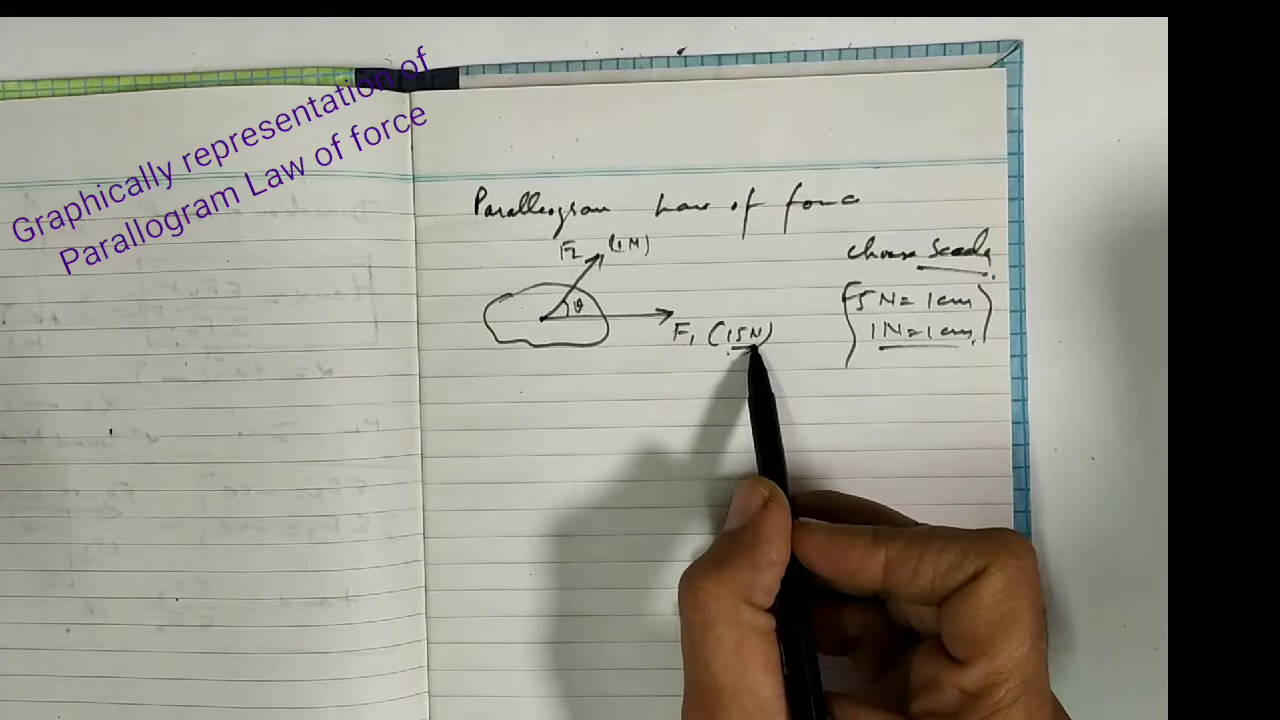 Graphically representation of
Parallogram Law of force
Parallegram Law of force
F2 (1N)
θ
F1 (15N)
choose scale
5N=1cm
1N=1cm